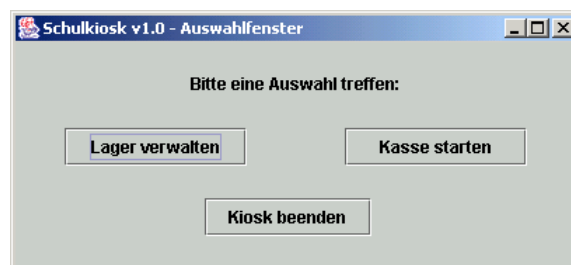 Schulkiosk v1.0 - Auswahlfenster
Bitte eine Auswahl treffen:
Lager verwalten
Kasse starten
Kiosk beenden